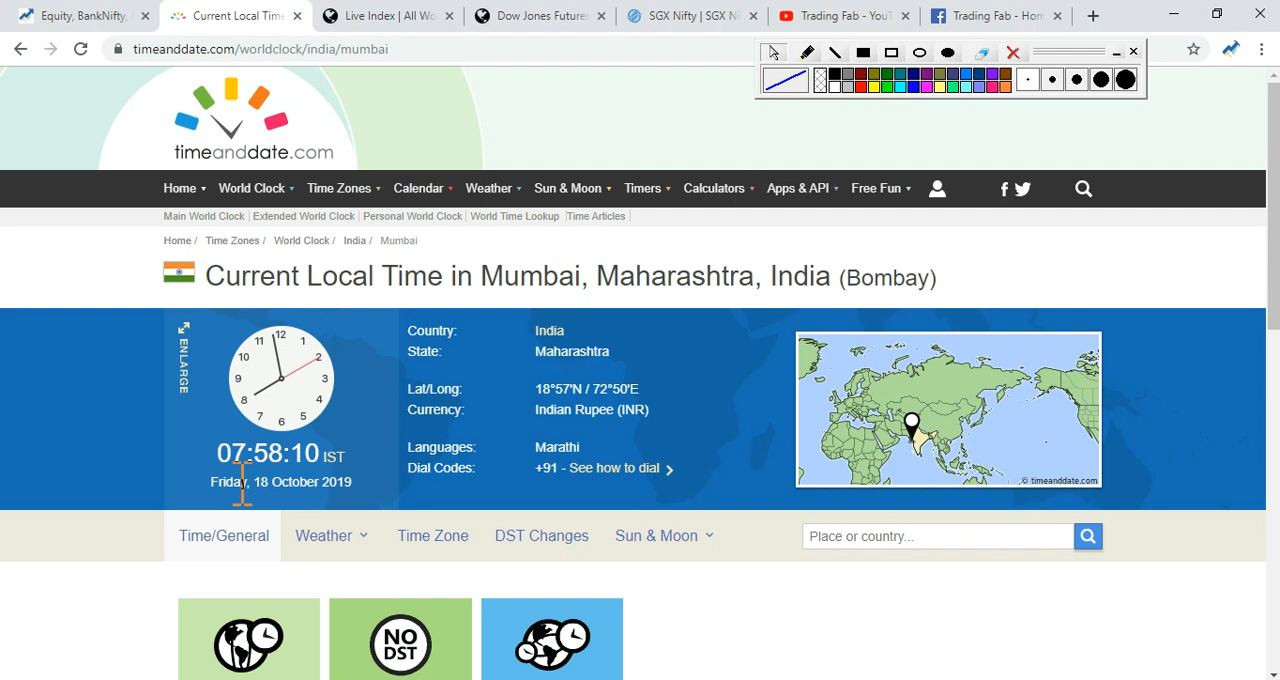 Equity, BankNifty,
Current Local Time
Live Index | All Wo
Dow Jones Futures
SGX Nifty | SGX N
Trading Fab - YouT
Trading Fab - Hom
timeanddate.com/worldclock/india/mumbai
timeanddate.com
Home World Clock Time Zones Calendar Weather Sun & Moon Timers Calculators Apps & API Free Fun
Main World Clock Extended World Clock Personal World Clock World Time Lookup Time Articles
Home / Time Zones / World Clock / India / Mumbai
Current Local Time in Mumbai, Maharashtra, India (Bombay)
ENLARGE
12 1 2 3 4 5 6 7 8 9 10 11
07:58:10 IST
Friday, 18 October 2019
Country: India
State: Maharashtra
Lat/Long: 18°57'N / 72°50'E
Currency: Indian Rupee (INR)
Languages: Marathi
Dial Codes: +91 - See how to dial
© timeanddate.com
Time/General Weather Time Zone DST Changes Sun & Moon Place or country...
NO
DST